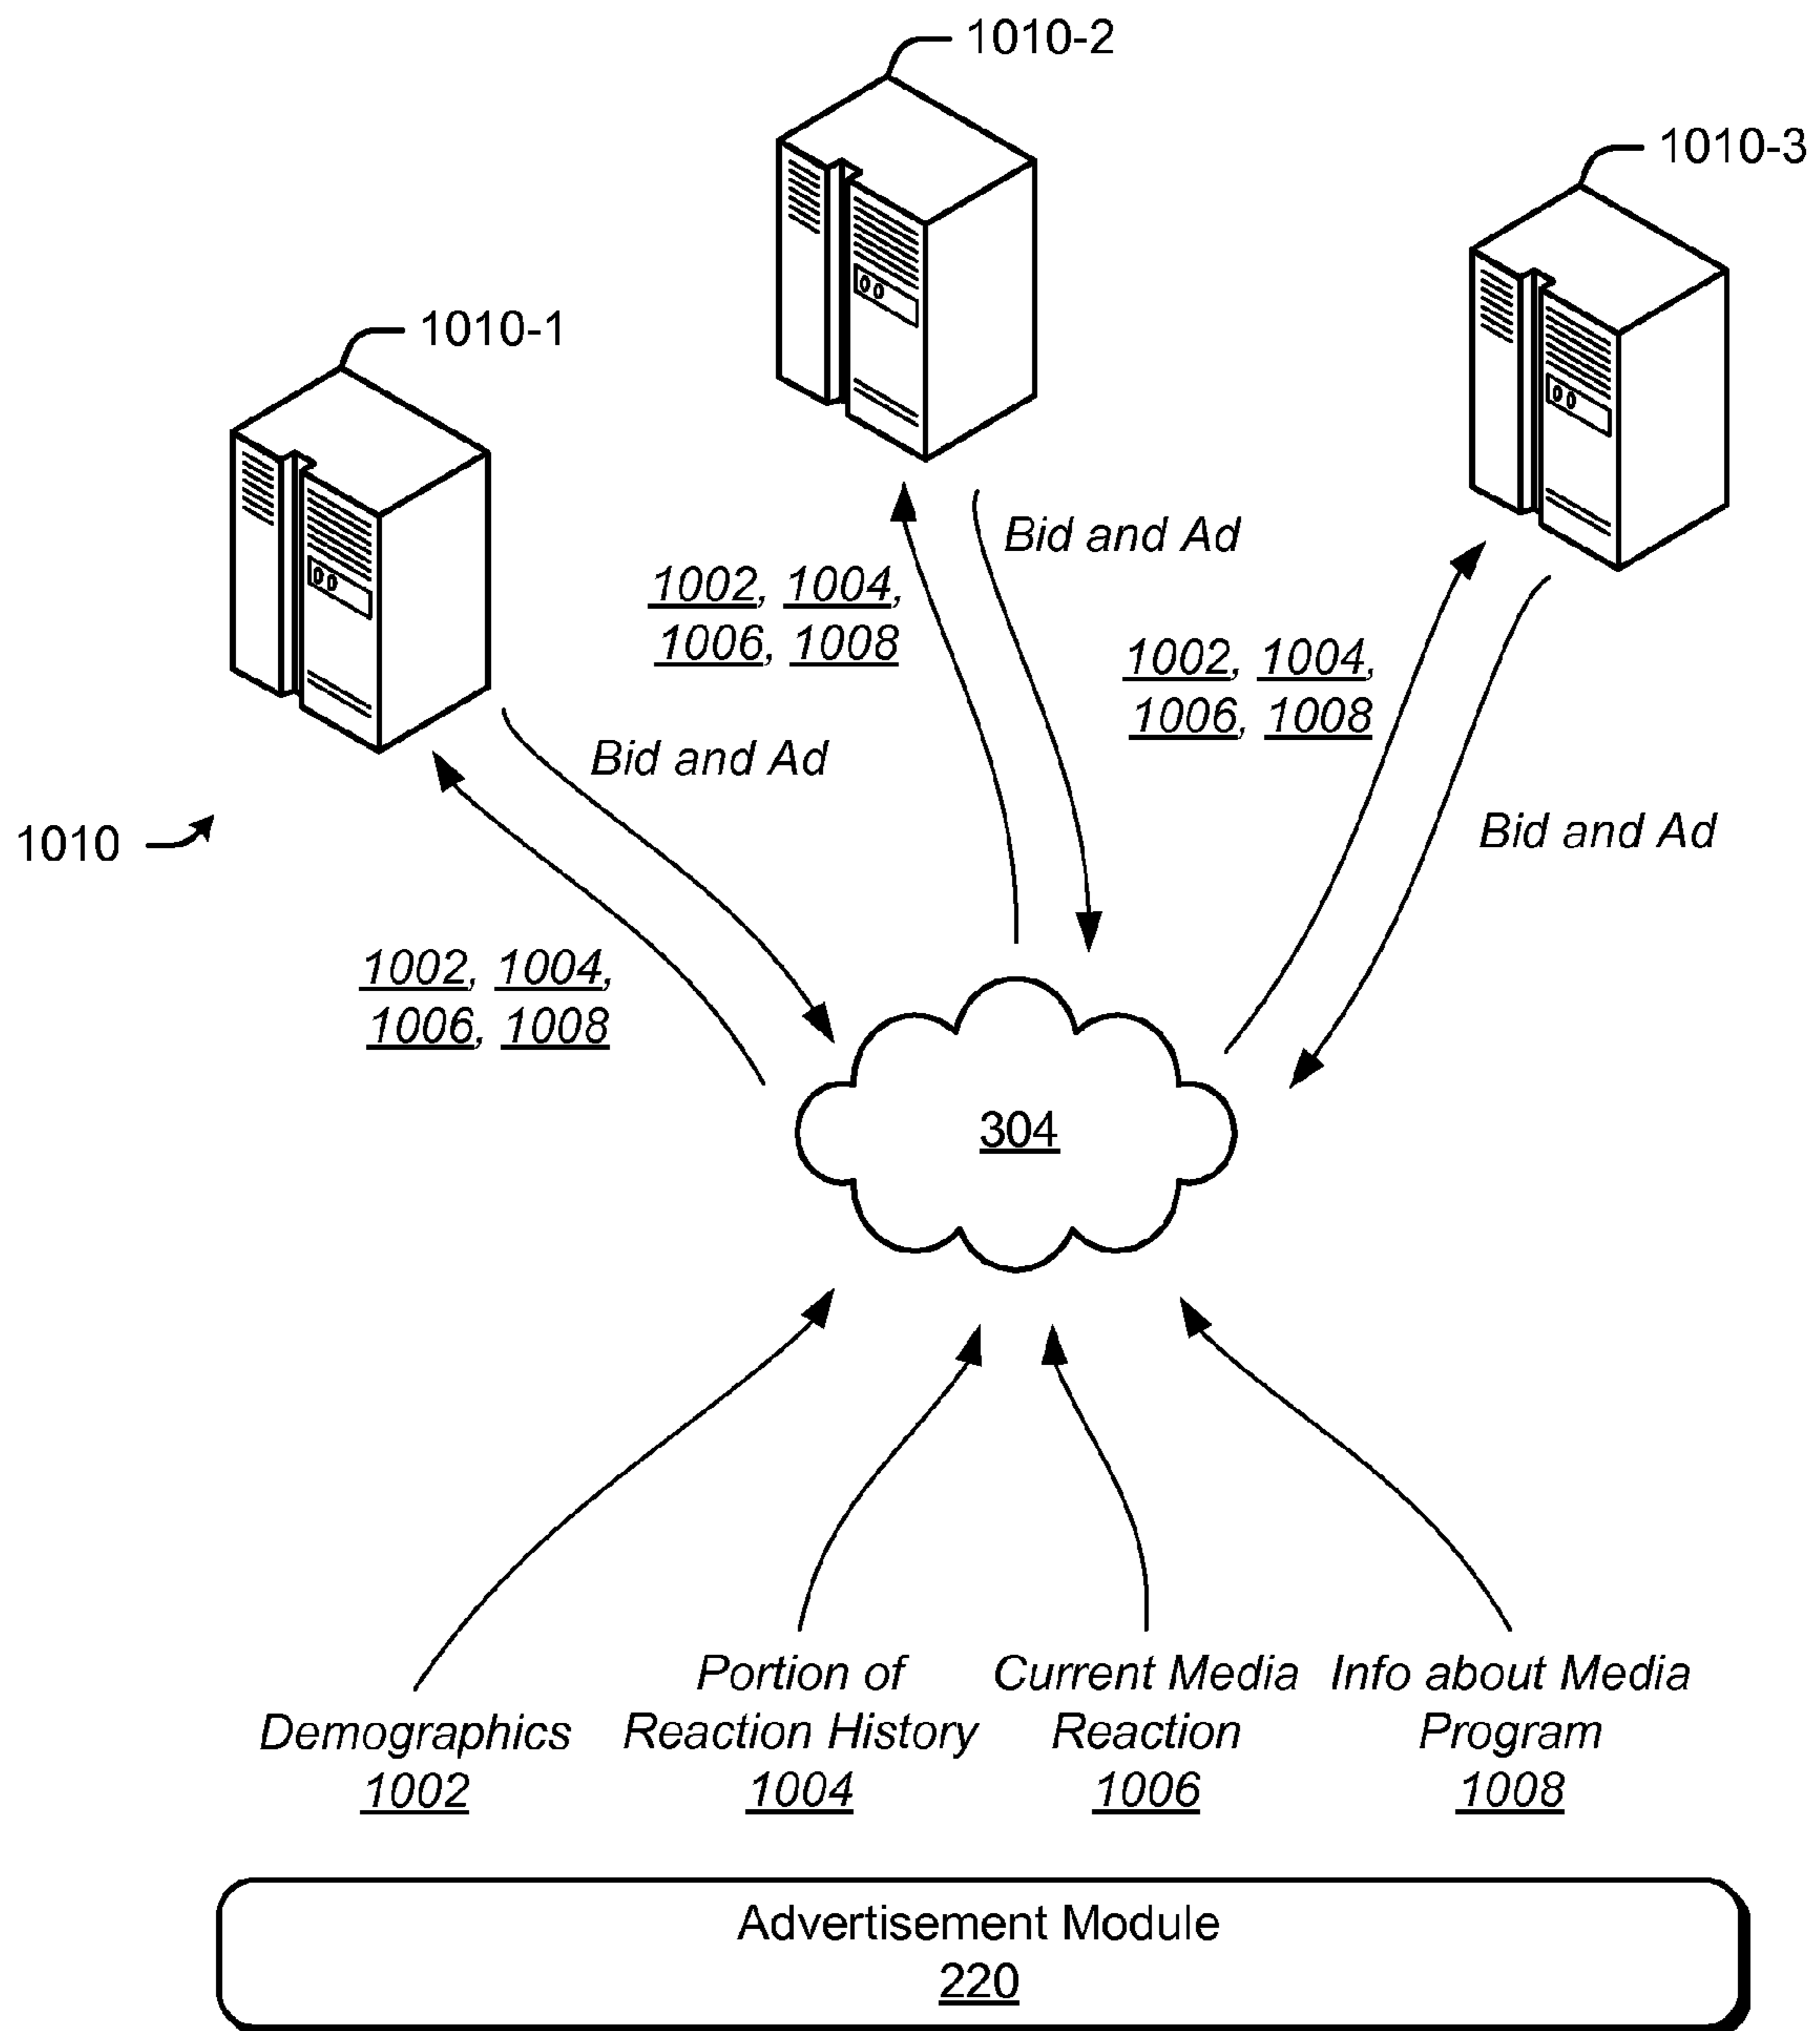 1010-2
1010-3
1010-1
Bid and Ad
1002, 1004,
1006, 1008
1002, 1004,
1006, 1008
Bid and Ad
Bid and Ad
1010
1002, 1004,
1006, 1008
304
Portion of
Reaction History
1004
Current Media
Reaction
1006
Info about Media
Program
1008
Demographics
1002
Advertisement Module
220